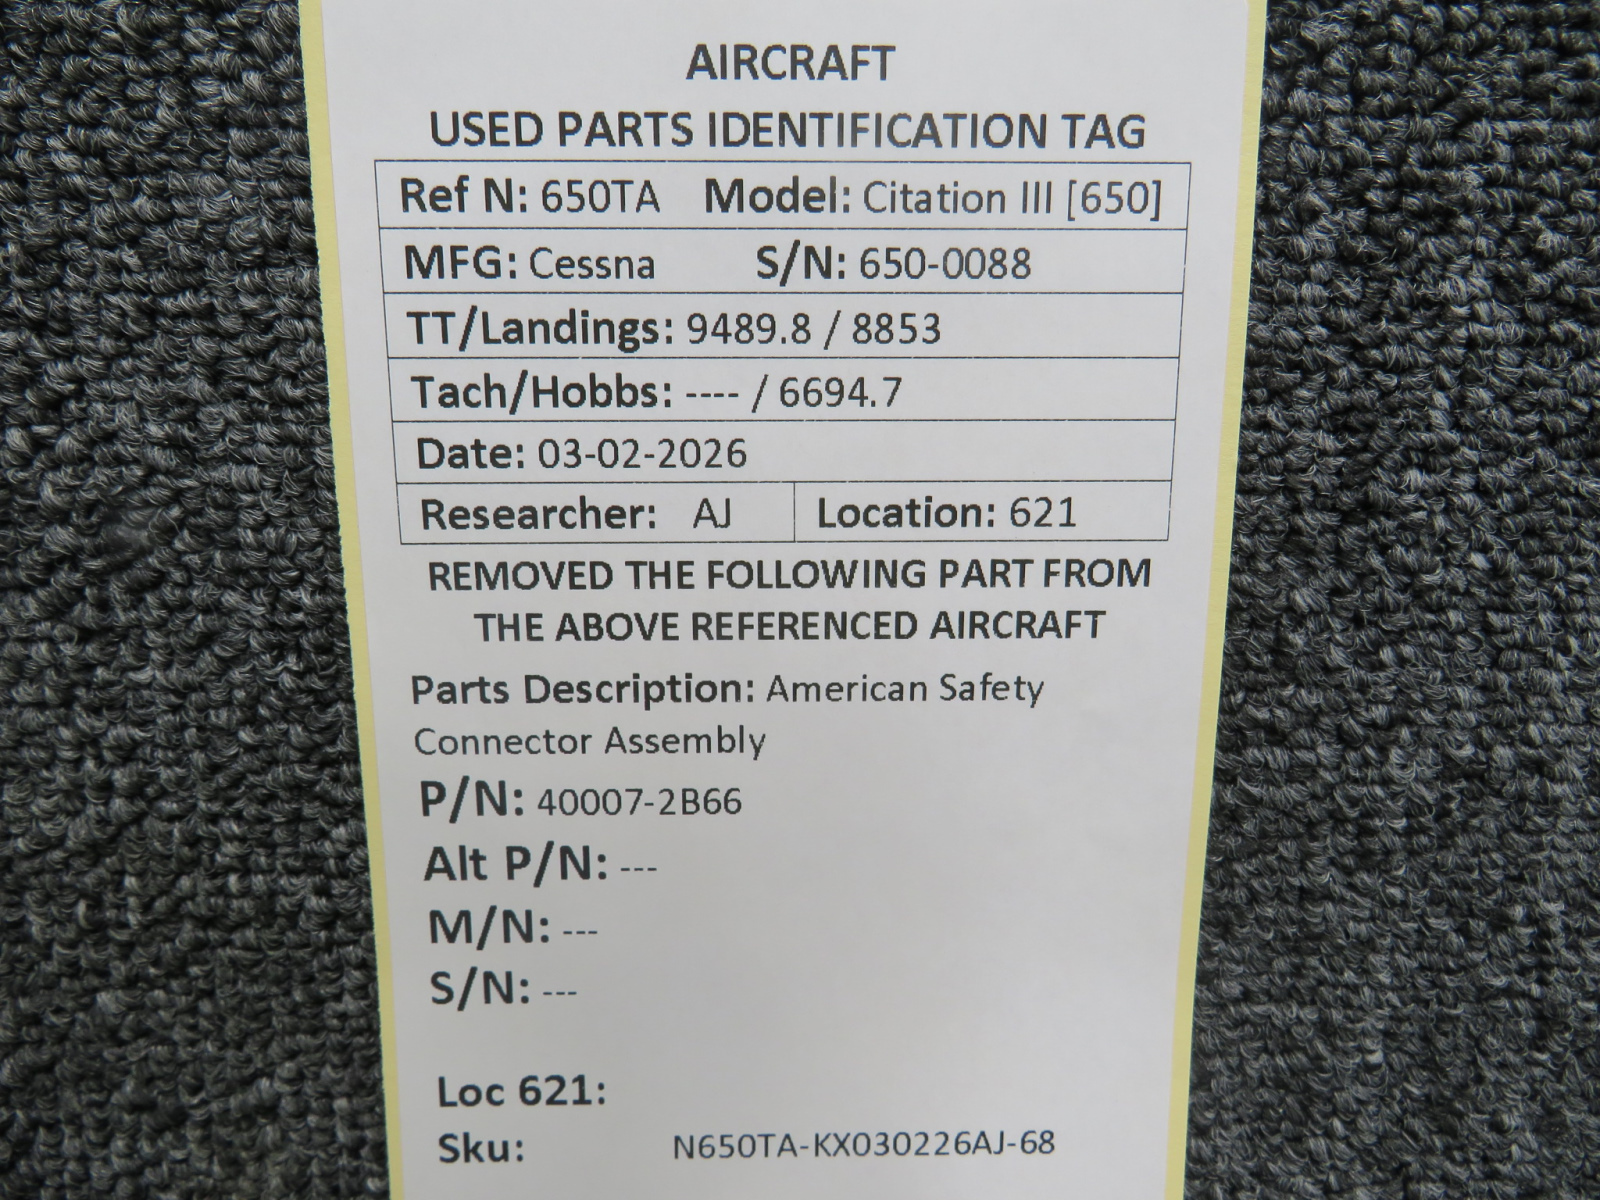 AIRCRAFT
USED PARTS IDENTIFICATION TAG
Ref N: 650TA Model: Citation III [650]
MFG: Cessna S/N: 650-0088
TT/Landings: 9489.8 / 8853
Tach/Hobbs: ---- / 6694.7
Date: 03-02-2026
Researcher: AJ Location: 621
REMOVED THE FOLLOWING PART FROM
THE ABOVE REFERENCED AIRCRAFT
Parts Description: American Safety
Connector Assembly
P/N: 40007-2B66
Alt P/N: ---
M/N: ---
S/N: ---
Loc 621:
Sku: N650TA-KX030226AJ-68